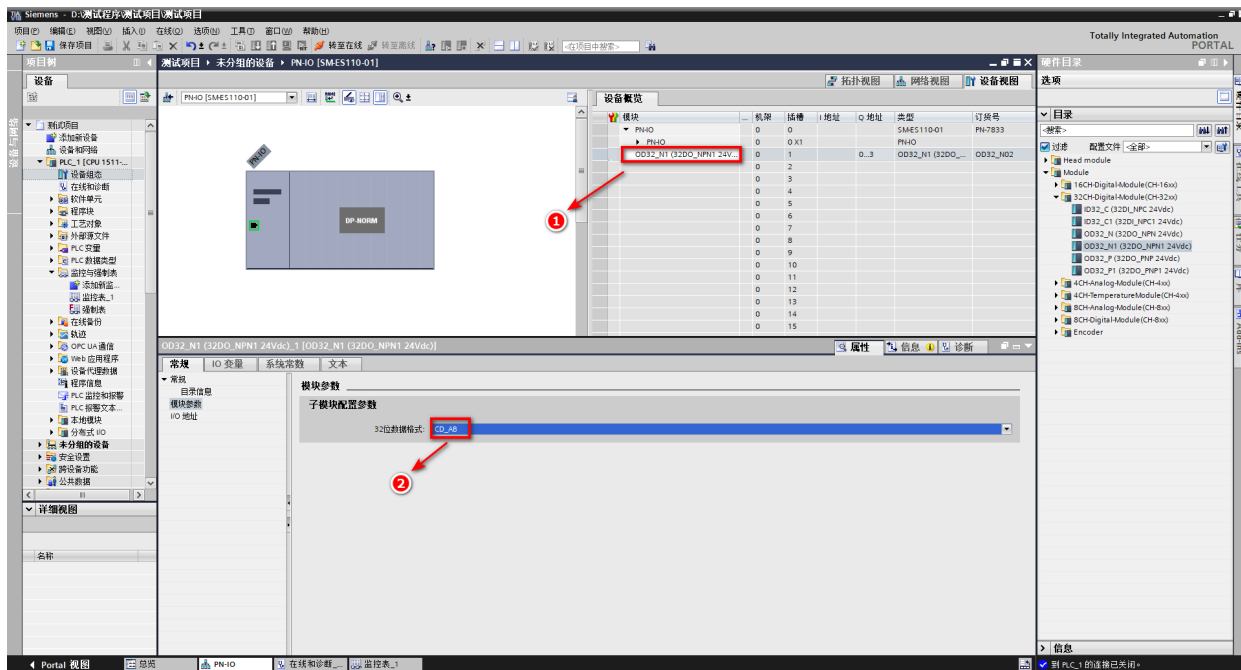 Siemens - D:\测试程序\测试项目\测试项目
项目(P) 编辑(E) 视图(V) 插入(I) 在线(O) 选项(N) 工具(T) 窗口(W) 帮助(H)
Totally Integrated Automation
PORTAL
保存项目 转至在线 转至离线 <在项目中搜索>
项目树
测试项目 ▸ 未分组的设备 ▸ PN-IO [SM-ES110-01]
硬件目录
设备
拓扑视图 网络视图 设备视图
选项
PN-IO [SM-ES110-01]
设备概览
目录
模块 ... 机架 插槽 I 地址 Q 地址 类型 订货号
PN-IO 0 0 SM-ES110-01 PN-7833
PN-IO 0 0 X1 PN-IO
OD32_N1 (32DO_NPN1 24V... 0 1 0...3 OD32_N1 (32DO_... OD32_N02
0 2
0 3
0 4
0 5
0 6
0 7
0 8
0 9
0 10
0 11
0 12
0 13
0 14
0 15
PN-IO
DP-NORM
1
测试项目
添加新设备
设备和网络
PLC_1 [CPU 1511-...
设备组态
在线和诊断
软件单元
程序块
工艺对象
外部源文件
PLC 变量
PLC 数据类型
监控与强制表
添加新监...
监控表_1
强制表
在线备份
轨迹
OPC UA 通信
Web 应用程序
设备代理数据
程序信息
PLC 监控和报警
PLC 报警文本...
本地模块
分布式 I/O
未分组的设备
安全设置
跨设备功能
公共数据
详细视图
名称
<搜索>
过滤 配置文件 <全部>
Head module
Module
16CH-Digital-Module(CH-16xx)
32CH-Digital-Module(CH-32xx)
ID32_C (32DI_NPC 24Vdc)
ID32_C1 (32DI_NPC1 24Vdc)
OD32_N (32DO_NPN 24Vdc)
OD32_N1 (32DO_NPN1 24Vdc)
OD32_P (32DO_PNP 24Vdc)
OD32_P1 (32DO_PNP1 24Vdc)
4CH-Analog-Module(CH-4xx)
4CH-TemperatureModule(CH-4xx)
8CH-Analog-Module(CH-8xx)
8CH-Digital-Module(CH-8xx)
Encoder
OD32_N1 (32DO_NPN1 24Vdc)_1 [OD32_N1 (32DO_NPN1 24Vdc)]
属性 信息 诊断
常规 IO 变量 系统常数 文本
常规
目录信息
模块参数
I/O 地址
模块参数
子模块配置参数
32位数据格式: CD_AB
2
信息
Portal 视图 总览 PN-IO 在线和诊断_... 监控表_1
到 PLC_1 的连接已关闭。